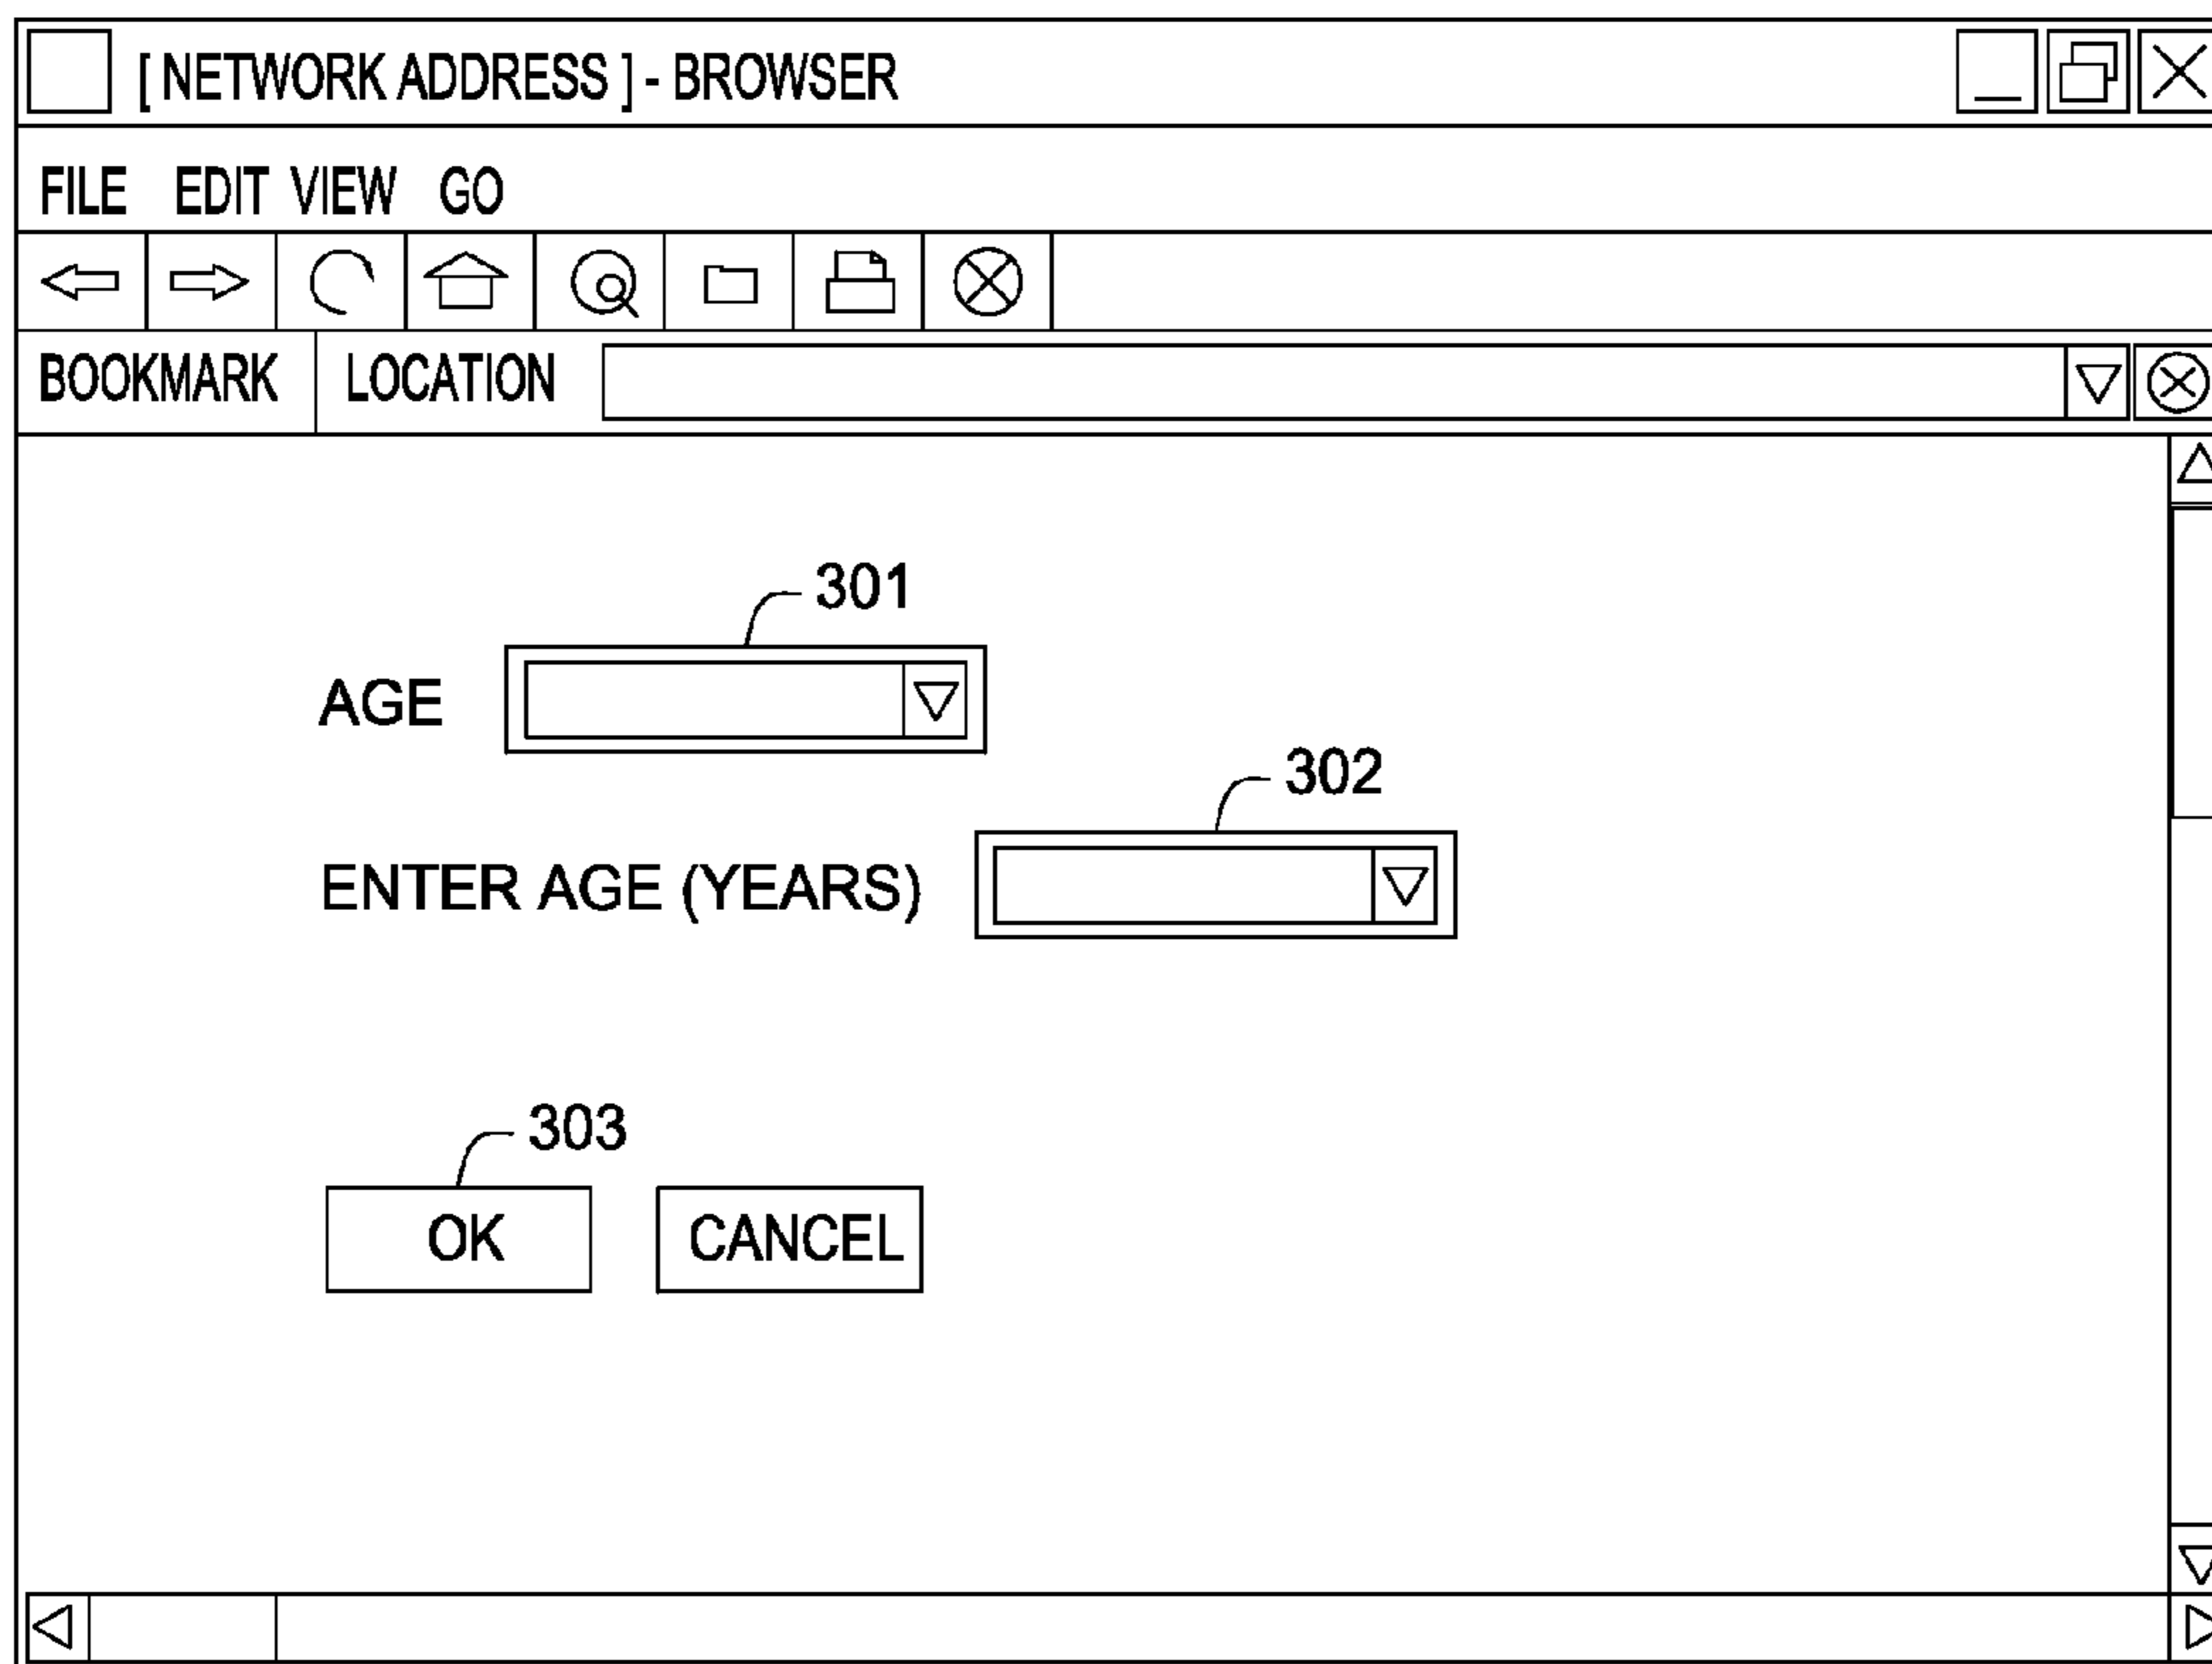 [ NETWORK ADDRESS ] - BROWSER
FILE EDIT VIEW GO
BOOKMARK LOCATION
301
AGE
302
ENTER AGE (YEARS)
303
OK CANCEL